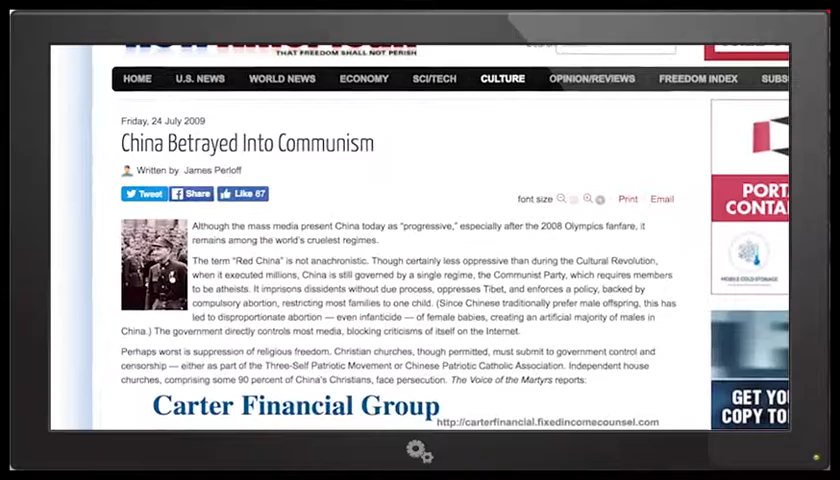 THAT FREEDOM SHALL NOT PERISH
HOME U.S. NEWS WORLD NEWS ECONOMY SCI/TECH CULTURE OPINION/REVIEWS FREEDOM INDEX SUBS
Friday, 24 July 2009
China Betrayed Into Communism
Written by James Perloff
Tweet Share Like 87
font size Print Email
Although the mass media present China today as “progressive,” especially after the 2008 Olympics fanfare, it
remains among the world's cruelest regimes.
The term “Red China” is not anachronistic. Though certainly less oppressive than during the Cultural Revolution,
when it executed millions, China is still governed by a single regime, the Communist Party, which requires members
to be atheists. It imprisons dissidents without due process, oppresses Tibet, and enforces a policy, backed by
compulsory abortion, restricting most families to one child. (Since Chinese traditionally prefer male offspring, this has
led to disproportionate abortion — even infanticide — of female babies, creating an artificial majority of males in
China.) The government directly controls most media, blocking criticisms of itself on the Internet.
Perhaps worst is suppression of religious freedom. Christian churches, though permitted, must submit to government control and
censorship — either as part of the Three-Self Patriotic Movement or Chinese Patriotic Catholic Association. Independent house
churches, comprising some 90 percent of China's Christians, face persecution. The Voice of the Martyrs reports:
Carter Financial Group
http://carterfinancial.fixedincomecounsel.com
PORT
CONTA
MOBILE COLD STORAGE
GET YO
COPY TO